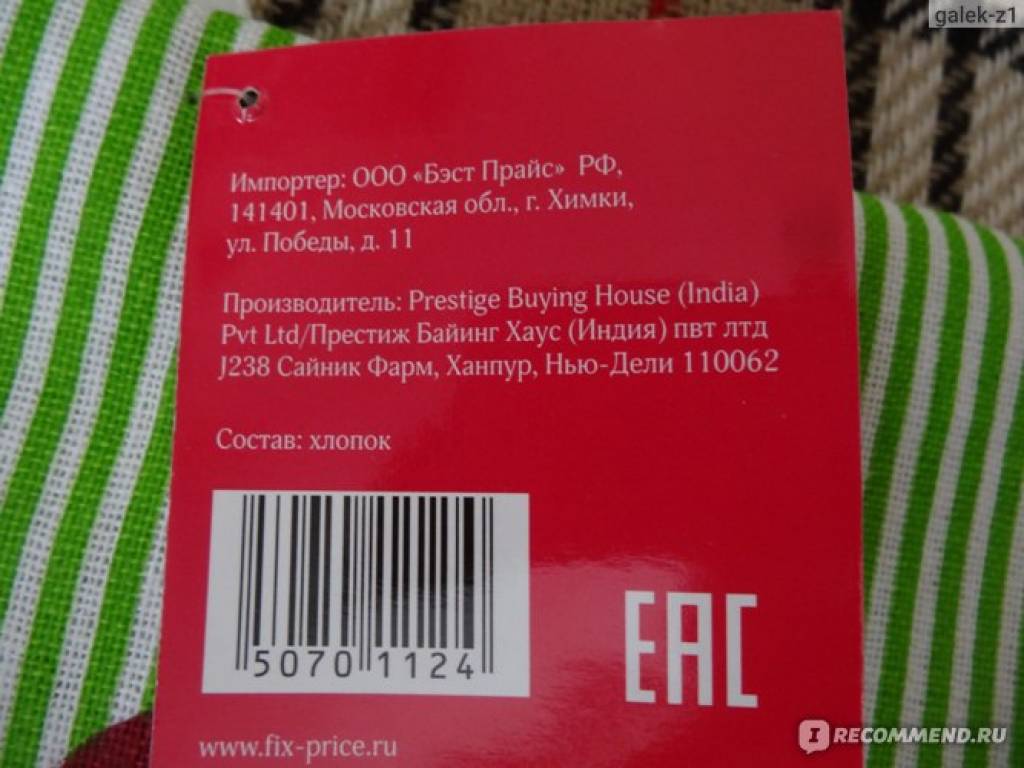 galek-z1
Импортер: ООО «Бэст Прайс» РФ,
141401, Московская обл., г. Химки,
ул. Победы, д. 11
Производитель: Prestige Buying House (India)
Pvt Ltd/Престиж Байинг Хаус (Индия) пвт лтд
J238 Сайник Фарм, Ханпур, Нью-Дели 110062
Состав: хлопок
5070 1124
EAC
www.fix-price.ru
IRECOMMEND.RU